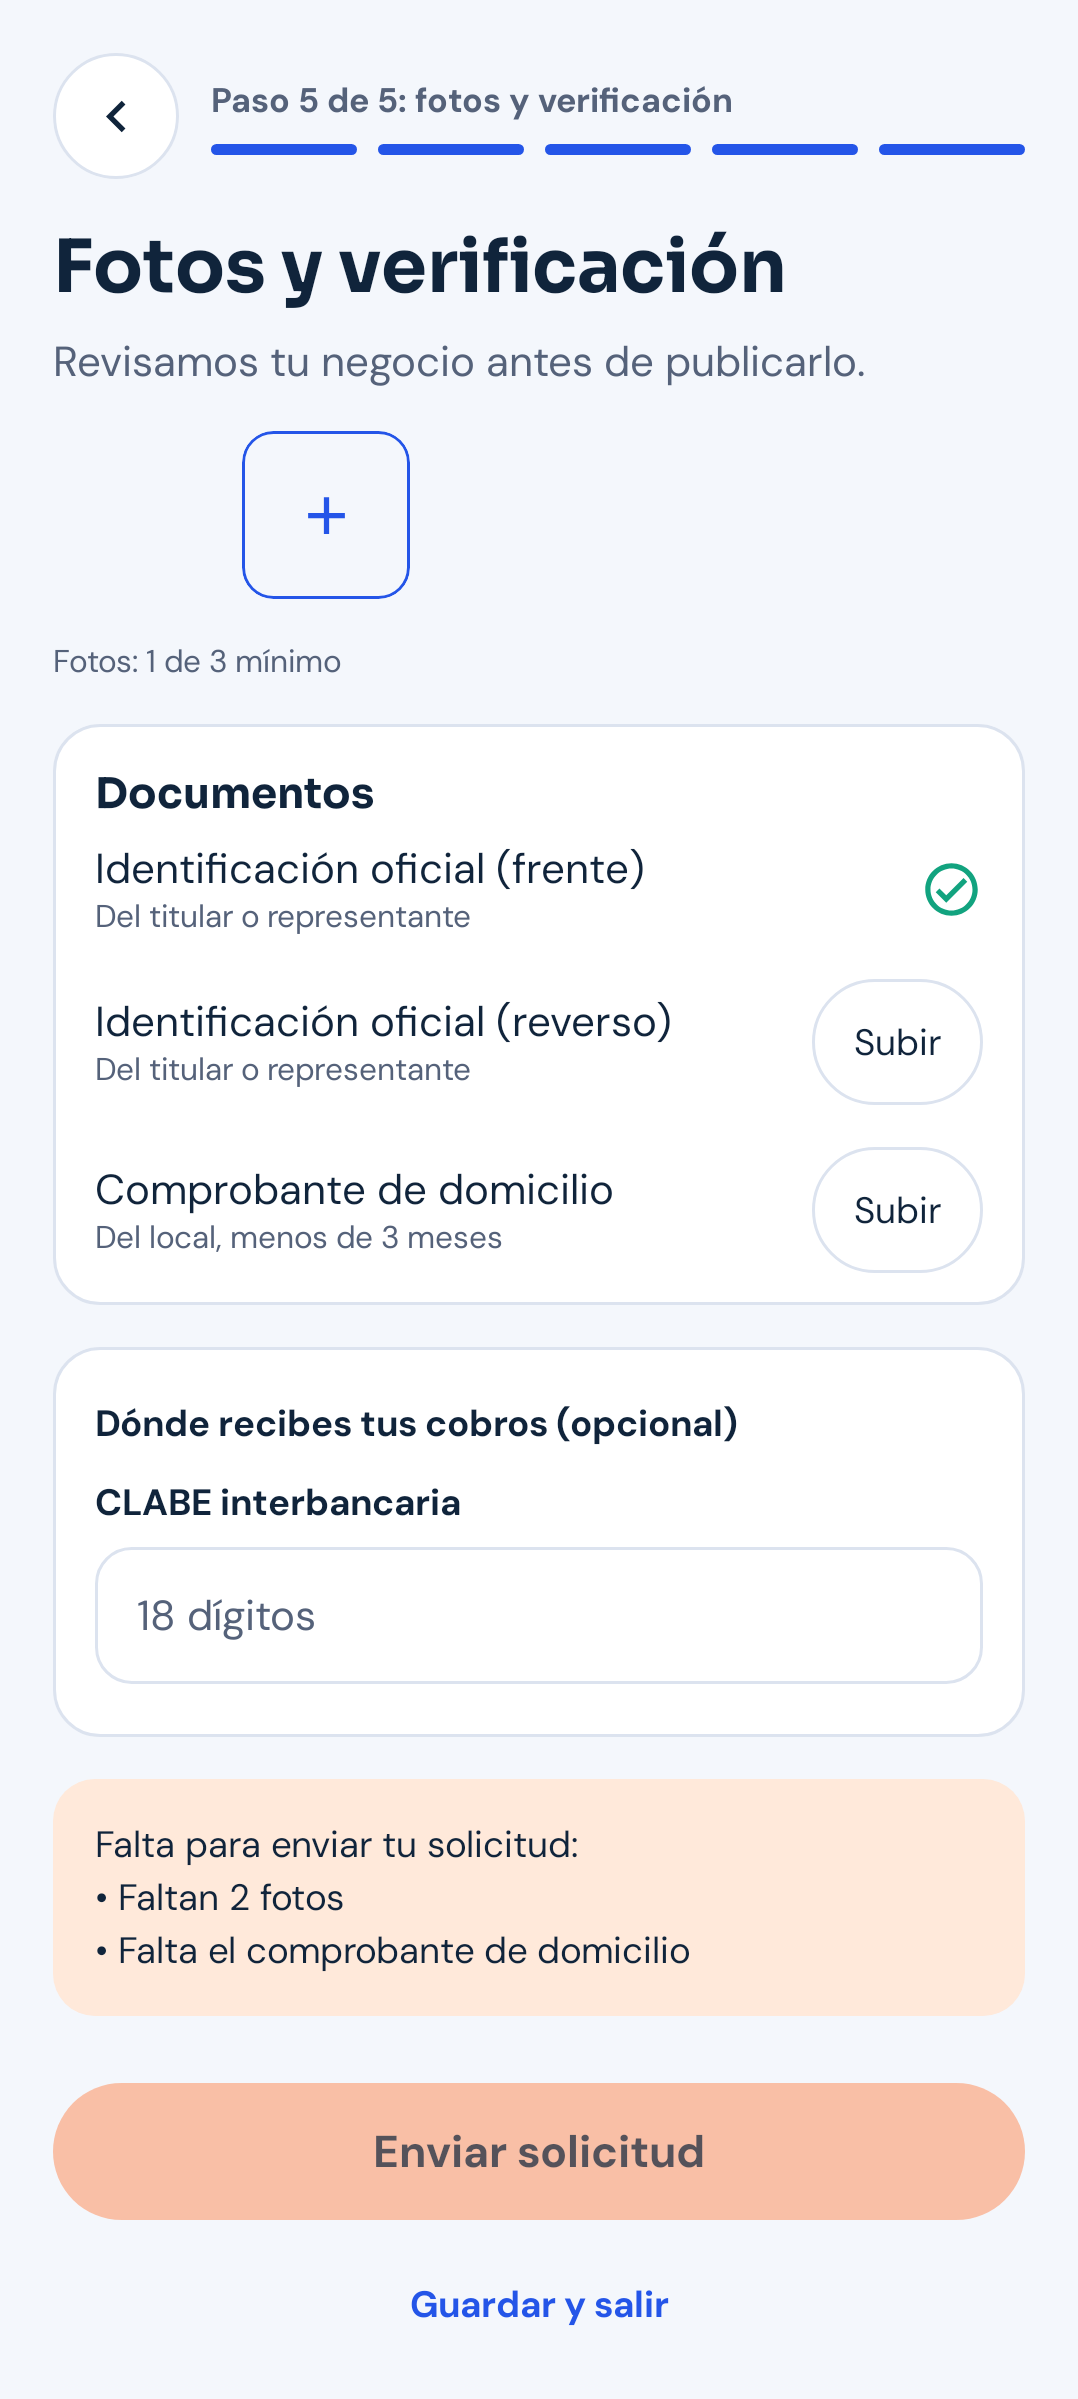 Paso 5 de 5: fotos y verificación
Fotos y verificación
Revisamos tu negocio antes de publicarlo.
+
Fotos: 1 de 3 mínimo
Documentos
Identificación oficial (frente)
Del titular o representante
Identificación oficial (reverso)
Del titular o representante
Subir
Comprobante de domicilio
Del local, menos de 3 meses
Subir
Dónde recibes tus cobros (opcional)
CLABE interbancaria
18 dígitos
Falta para enviar tu solicitud:
• Faltan 2 fotos
• Falta el comprobante de domicilio
Enviar solicitud
Guardar y salir